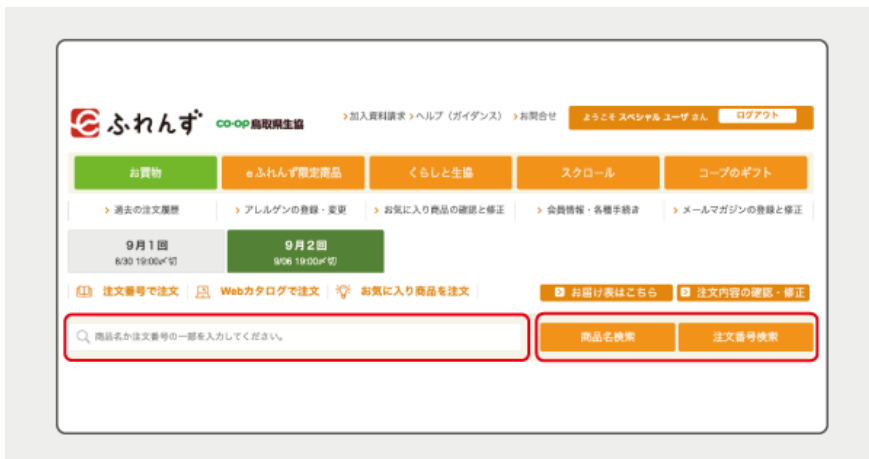 ふれんず CO・OP鳥取県生協
>加入資料請求 >ヘルプ（ガイダンス） >お問合せ ようこそ スペシャル ユーザ さん ログアウト
お買物 eふれんず限定商品 くらしと生協 スクロール コープのギフト
>過去の注文履歴 >アレルゲンの登録・変更 >お気に入り商品の確認と修正 >会員情報・各種手続き >メールマガジンの登録と修正
9月1回 9月2回
8/30 19:00〆切 9/06 19:00〆切
注文番号で注文 Webカタログで注文 お気に入り商品を注文 お届け表はこちら 注文内容の確認・修正
商品名か注文番号の一部を入力してください。 商品名検索 注文番号検索